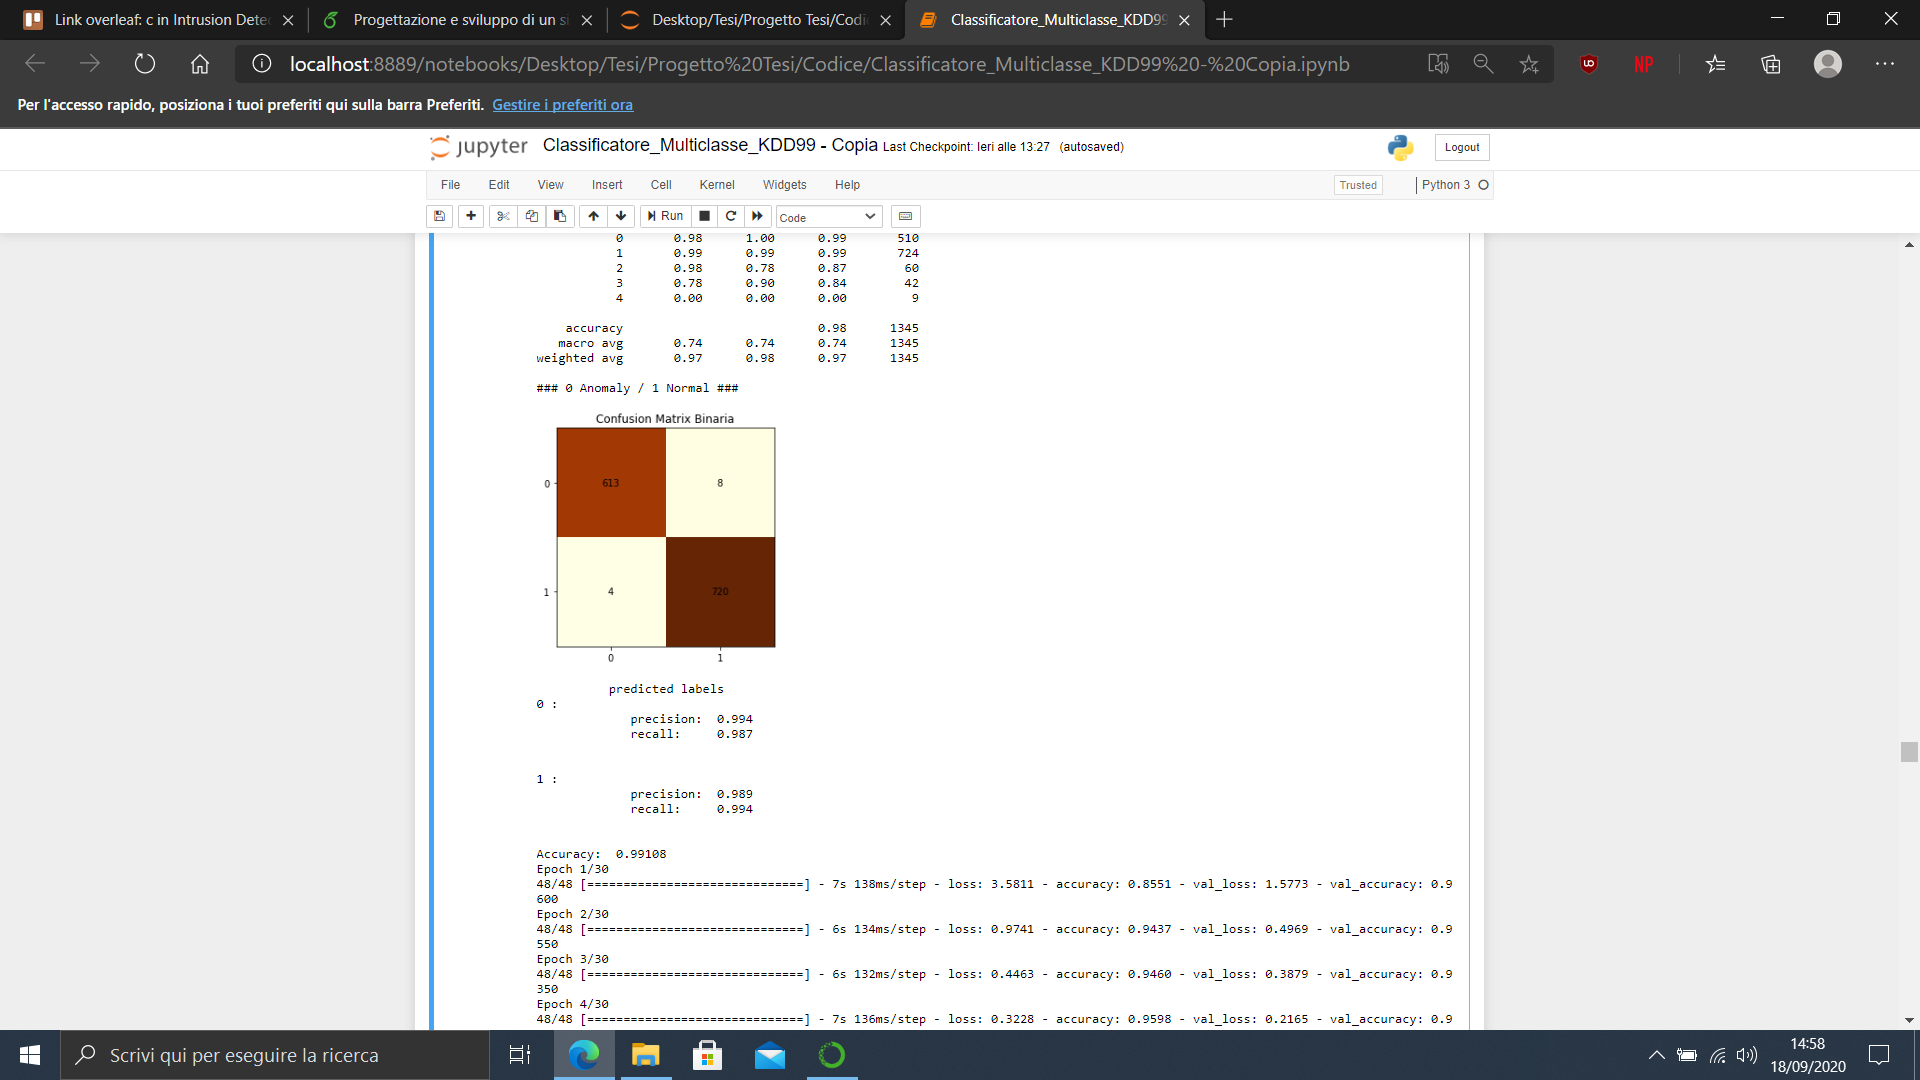 Link overleaf: c in Intrusion Dete
Progettazione e sviluppo di un si
Desktop/Tesi/Progetto Tesi/Codi
Classificatore_Multiclasse_KDD99
localhost:8889/notebooks/Desktop/Tesi/Progetto%20Tesi/Codice/Classificatore_Multiclasse_KDD99%20-%20Copia.ipynb
Per l'accesso rapido, posiziona i tuoi preferiti qui sulla barra Preferiti. Gestire i preferiti ora
jupyter Classificatore_Multiclasse_KDD99 - Copia Last Checkpoint: Ieri alle 13:27 (autosaved)
Logout
File Edit View Insert Cell Kernel Widgets Help
Trusted
Python 3
Run
Code
0 0.98 1.00 0.99 510
1 0.99 0.99 0.99 724
2 0.98 0.78 0.87 60
3 0.78 0.90 0.84 42
4 0.00 0.00 0.00 9
accuracy 0.98 1345
macro avg 0.74 0.74 0.74 1345
weighted avg 0.97 0.98 0.97 1345
### 0 Anomaly / 1 Normal ###
Confusion Matrix Binaria
0 613 8
1 4 720
0 1
predicted labels
0 :
precision: 0.994
recall: 0.987
1 :
precision: 0.989
recall: 0.994
Accuracy: 0.99108
Epoch 1/30
48/48 [==============================] - 7s 138ms/step - loss: 3.5811 - accuracy: 0.8551 - val_loss: 1.5773 - val_accuracy: 0.9
600
Epoch 2/30
48/48 [==============================] - 6s 134ms/step - loss: 0.9741 - accuracy: 0.9437 - val_loss: 0.4969 - val_accuracy: 0.9
550
Epoch 3/30
48/48 [==============================] - 6s 132ms/step - loss: 0.4463 - accuracy: 0.9460 - val_loss: 0.3879 - val_accuracy: 0.9
350
Epoch 4/30
48/48 [==============================] - 7s 136ms/step - loss: 0.3228 - accuracy: 0.9598 - val_loss: 0.2165 - val_accuracy: 0.9
Scrivi qui per eseguire la ricerca
14:58
18/09/2020
UO
NP